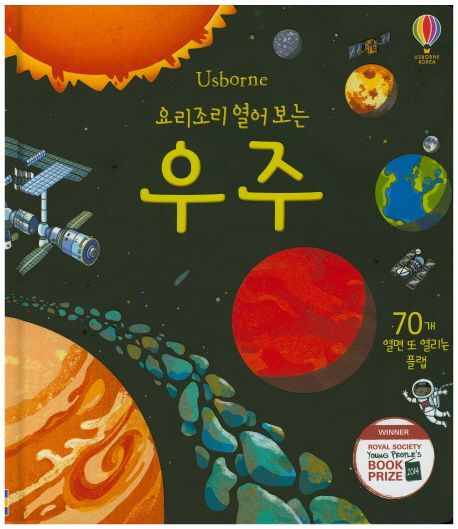 USBORNE
KOREA
Usborne
요리조리 열어 보는
우주
70개
열면 또 열리는
플랩
WINNER
ROYAL SOCIETY
YOUNG PEOPLE'S
BOOK
PRIZE 2014